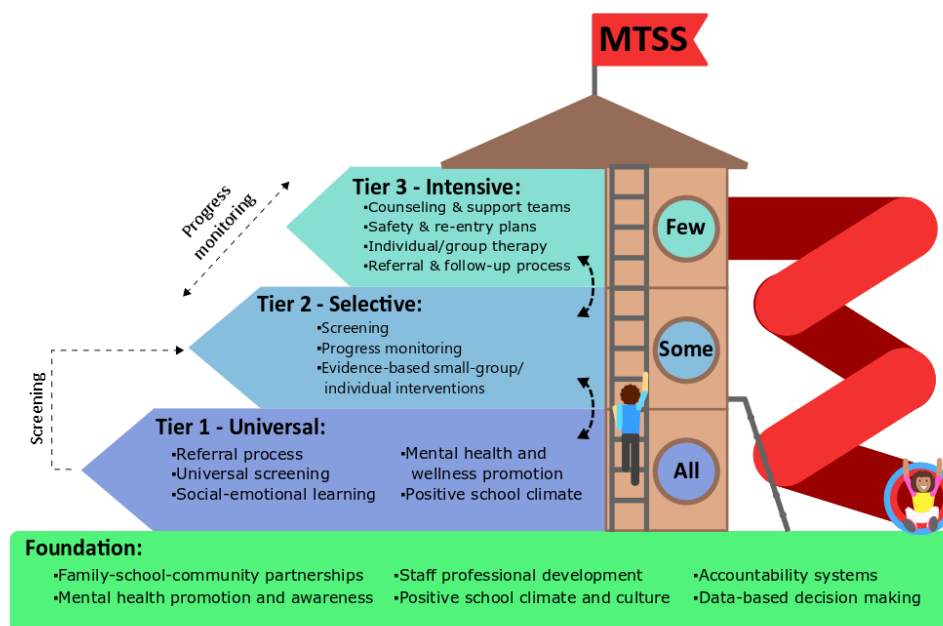 MTSS
Progress
monitoring
Tier 3 - Intensive:
▪Counseling & support teams
▪Safety & re-entry plans
▪Individual/group therapy
▪Referral & follow-up process
Few
Tier 2 - Selective:
▪Screening
▪Progress monitoring
▪Evidence-based small-group/
individual interventions
Some
Screening
Tier 1 - Universal:
▪Referral process
▪Universal screening
▪Social-emotional learning
▪Mental health and
wellness promotion
▪Positive school climate
All
Foundation:
▪Family-school-community partnerships
▪Mental health promotion and awareness
▪Staff professional development
▪Positive school climate and culture
▪Accountability systems
▪Data-based decision making